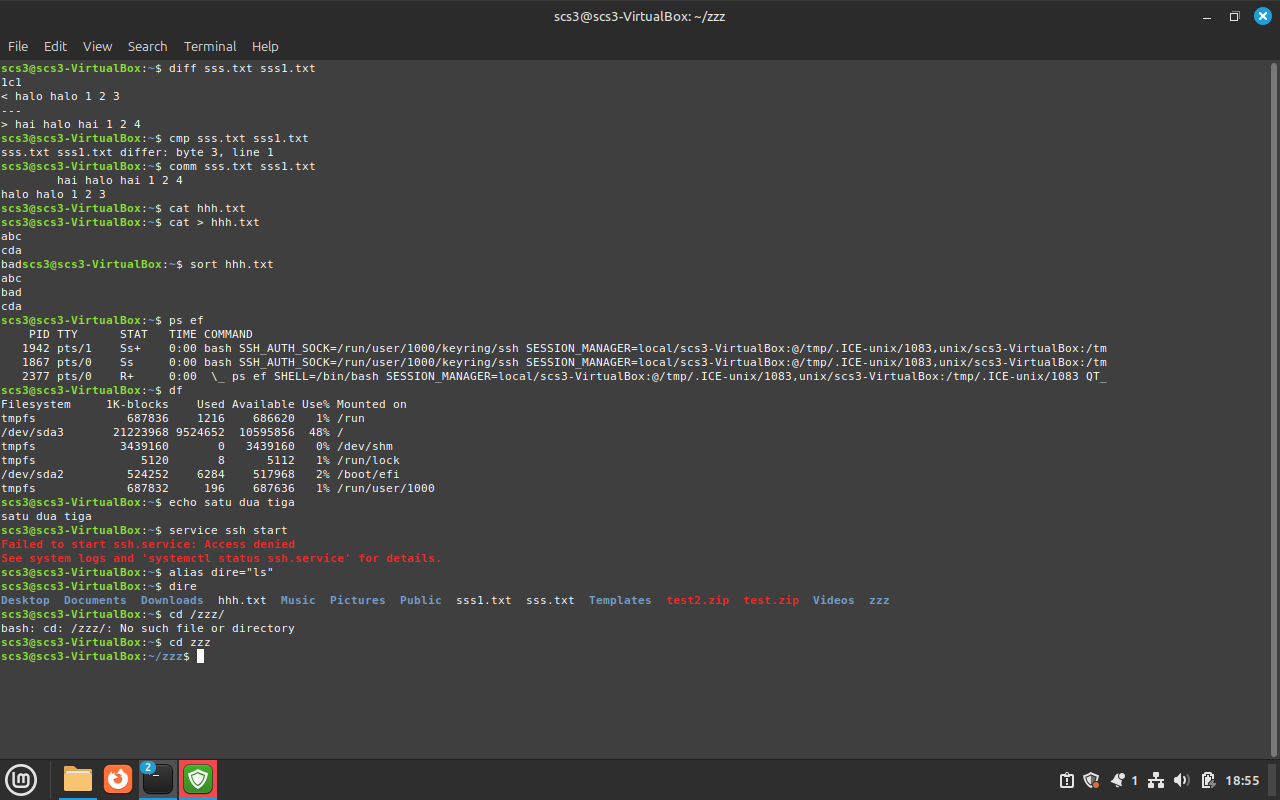 scs3@scs3-VirtualBox: ~/zzz
File Edit View Search Terminal Help
scs3@scs3-VirtualBox:~$ diff sss.txt sss1.txt
1c1
< halo halo 1 2 3
---
> hai halo hai 1 2 4
scs3@scs3-VirtualBox:~$ cmp sss.txt sss1.txt
sss.txt sss1.txt differ: byte 3, line 1
scs3@scs3-VirtualBox:~$ comm sss.txt sss1.txt
        hai halo hai 1 2 4
halo halo 1 2 3
scs3@scs3-VirtualBox:~$ cat hhh.txt
scs3@scs3-VirtualBox:~$ cat > hhh.txt
abc
cda
badscs3@scs3-VirtualBox:~$ sort hhh.txt
abc
bad
cda
scs3@scs3-VirtualBox:~$ ps ef
    PID TTY      STAT   TIME COMMAND
   1942 pts/1    Ss+    0:00 bash SSH_AUTH_SOCK=/run/user/1000/keyring/ssh SESSION_MANAGER=local/scs3-VirtualBox:@/tmp/.ICE-unix/1083,unix/scs3-VirtualBox:/tm
   1867 pts/0    Ss     0:00 bash SSH_AUTH_SOCK=/run/user/1000/keyring/ssh SESSION_MANAGER=local/scs3-VirtualBox:@/tmp/.ICE-unix/1083,unix/scs3-VirtualBox:/tm
   2377 pts/0    R+     0:00  \_ ps ef SHELL=/bin/bash SESSION_MANAGER=local/scs3-VirtualBox:@/tmp/.ICE-unix/1083,unix/scs3-VirtualBox:/tmp/.ICE-unix/1083 QT_
scs3@scs3-VirtualBox:~$ df
Filesystem     1K-blocks    Used Available Use% Mounted on
tmpfs             687836    1216    686620   1% /run
/dev/sda3       21223968 9524652  10595856  48% /
tmpfs            3439160       0   3439160   0% /dev/shm
tmpfs               5120       8      5112   1% /run/lock
/dev/sda2         524252    6284    517968   2% /boot/efi
tmpfs             687832     196    687636   1% /run/user/1000
scs3@scs3-VirtualBox:~$ echo satu dua tiga
satu dua tiga
scs3@scs3-VirtualBox:~$ service ssh start
Failed to start ssh.service: Access denied
See system logs and 'systemctl status ssh.service' for details.
scs3@scs3-VirtualBox:~$ alias dire="ls"
scs3@scs3-VirtualBox:~$ dire
Desktop  Documents  Downloads  hhh.txt  Music  Pictures  Public  sss1.txt  sss.txt  Templates  test2.zip  test.zip  Videos  zzz
scs3@scs3-VirtualBox:~$ cd /zzz/
bash: cd: /zzz/: No such file or directory
scs3@scs3-VirtualBox:~$ cd zzz
scs3@scs3-VirtualBox:~/zzz$
2
1 18:55